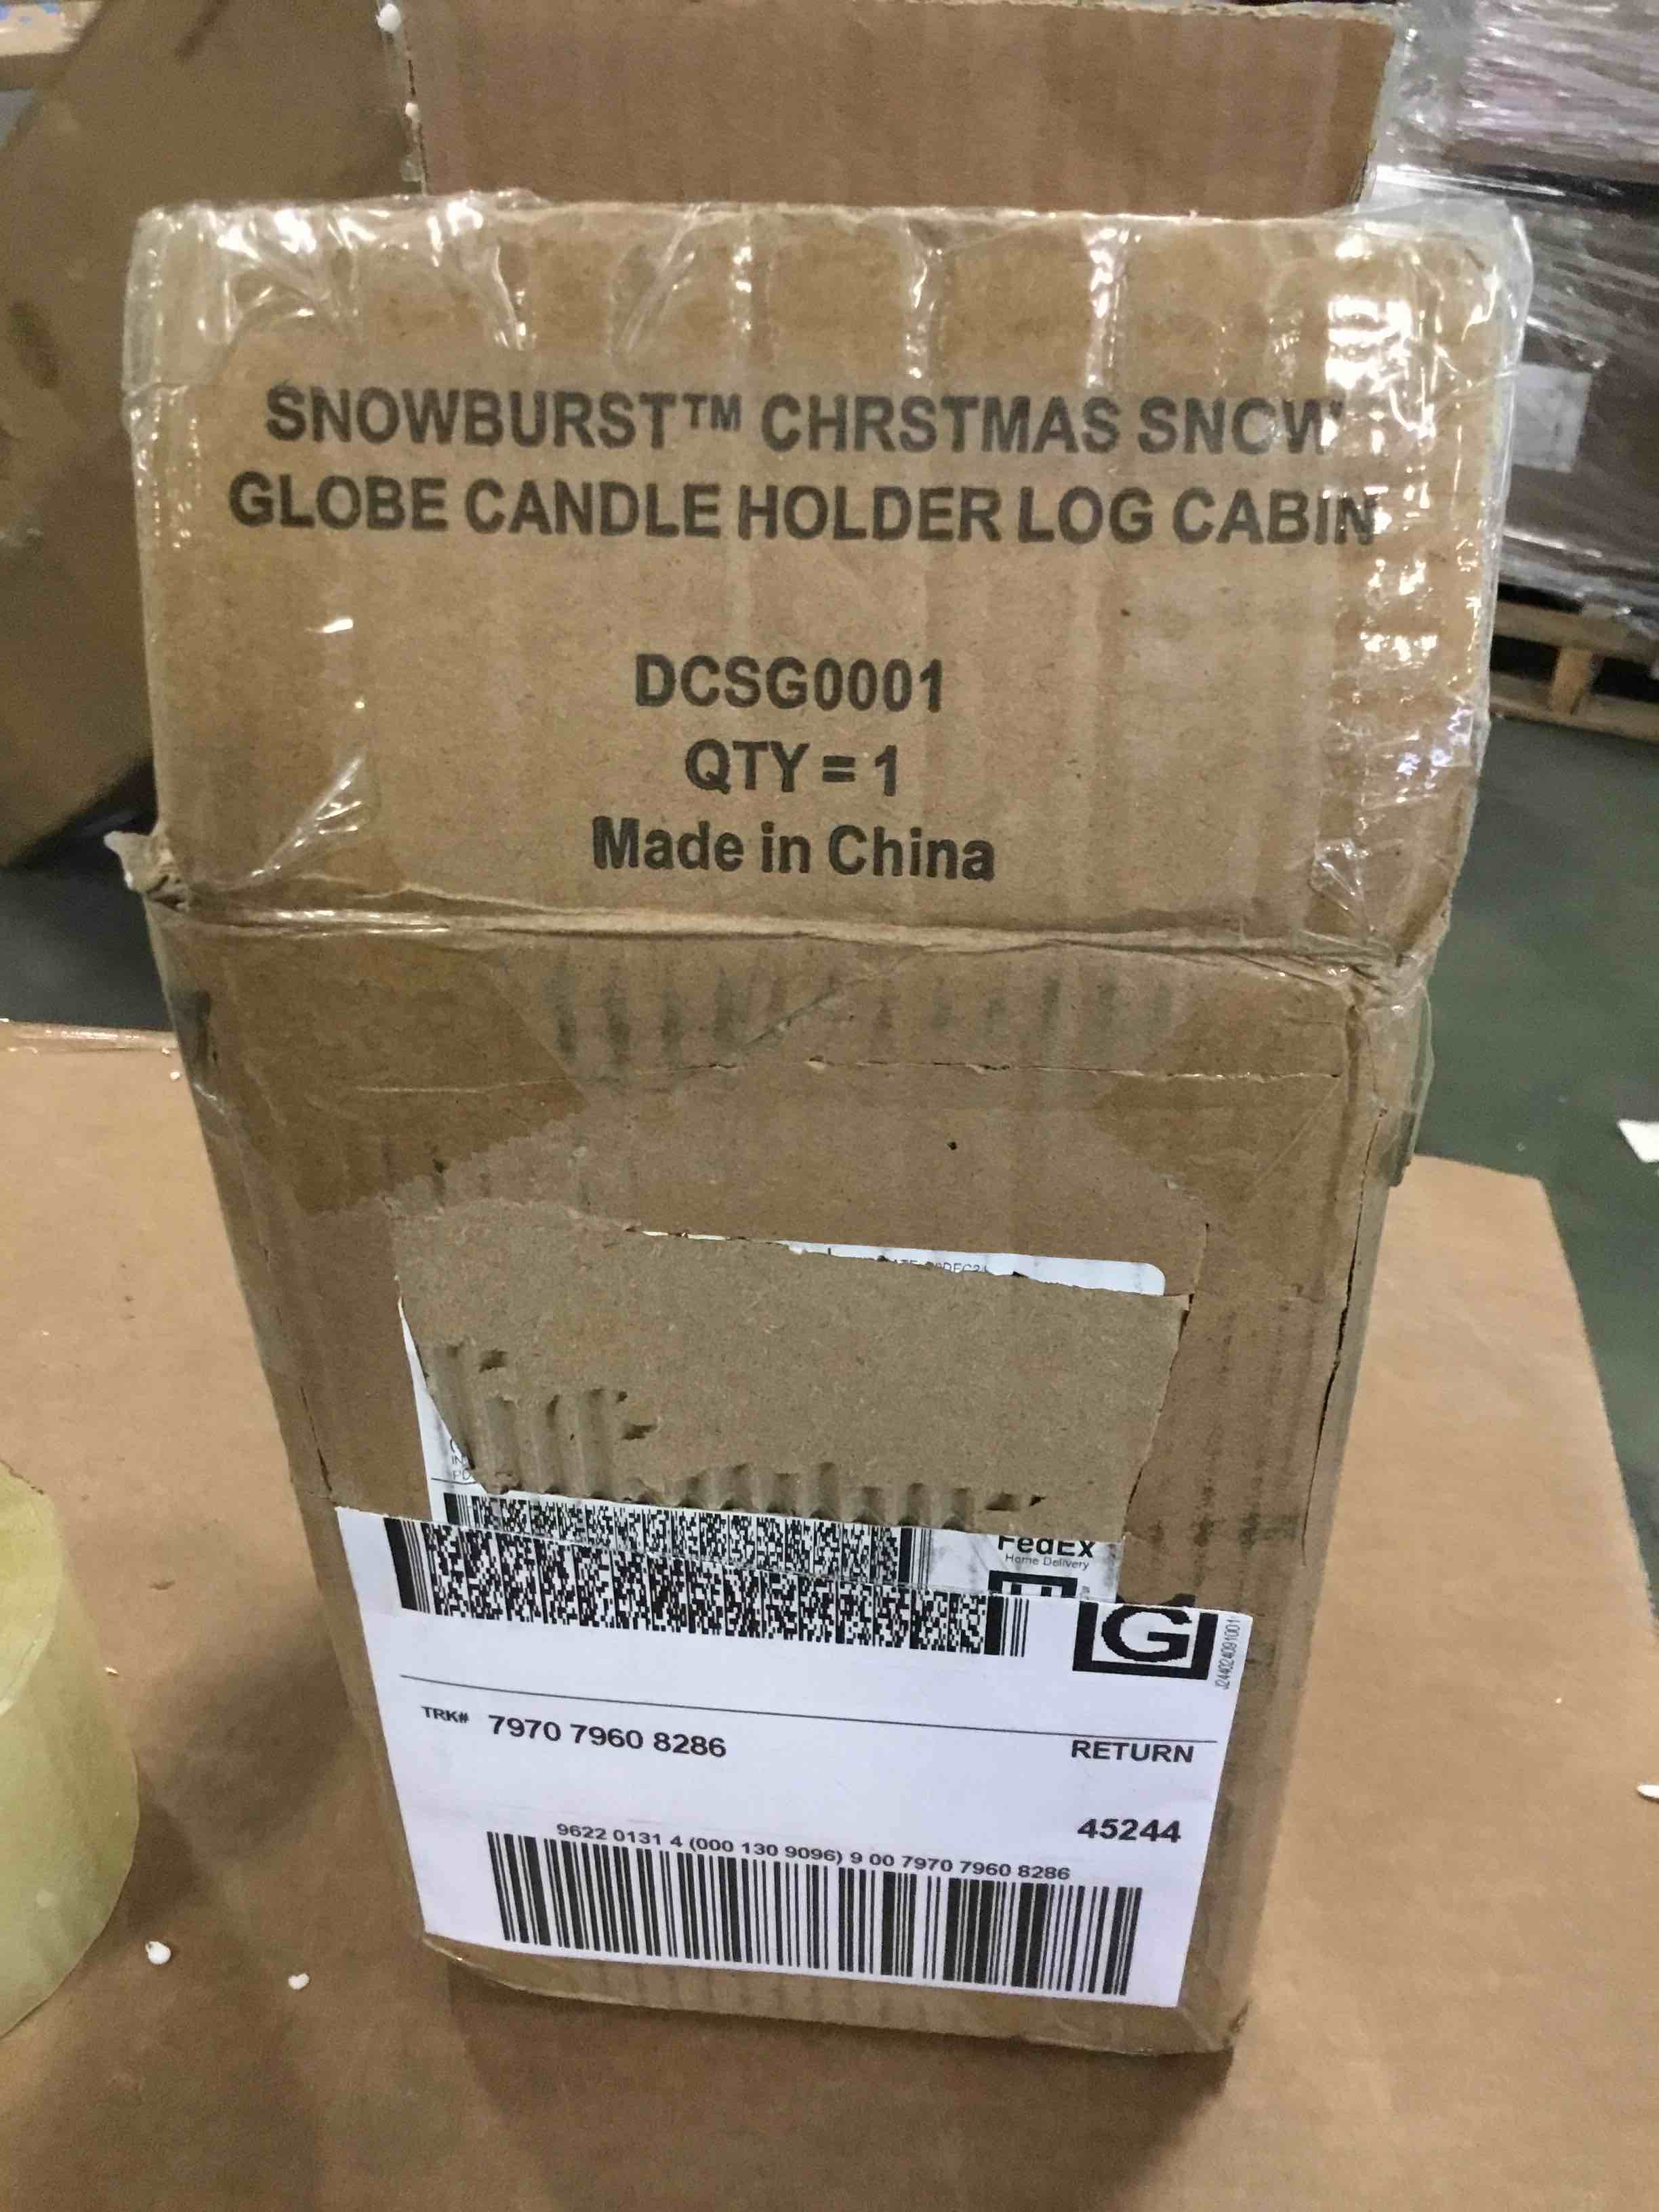 SNOWBURST™ CHRSTMAS SNOW
GLOBE CANDLE HOLDER LOG CABIN
DCSG0001
QTY = 1
Made in China
FedEx
Home Delivery
G
J244024091001
TRK# 7970 7960 8286
RETURN
45244
9622 0131 4 (000 130 9096) 9 00 7970 7960 8286